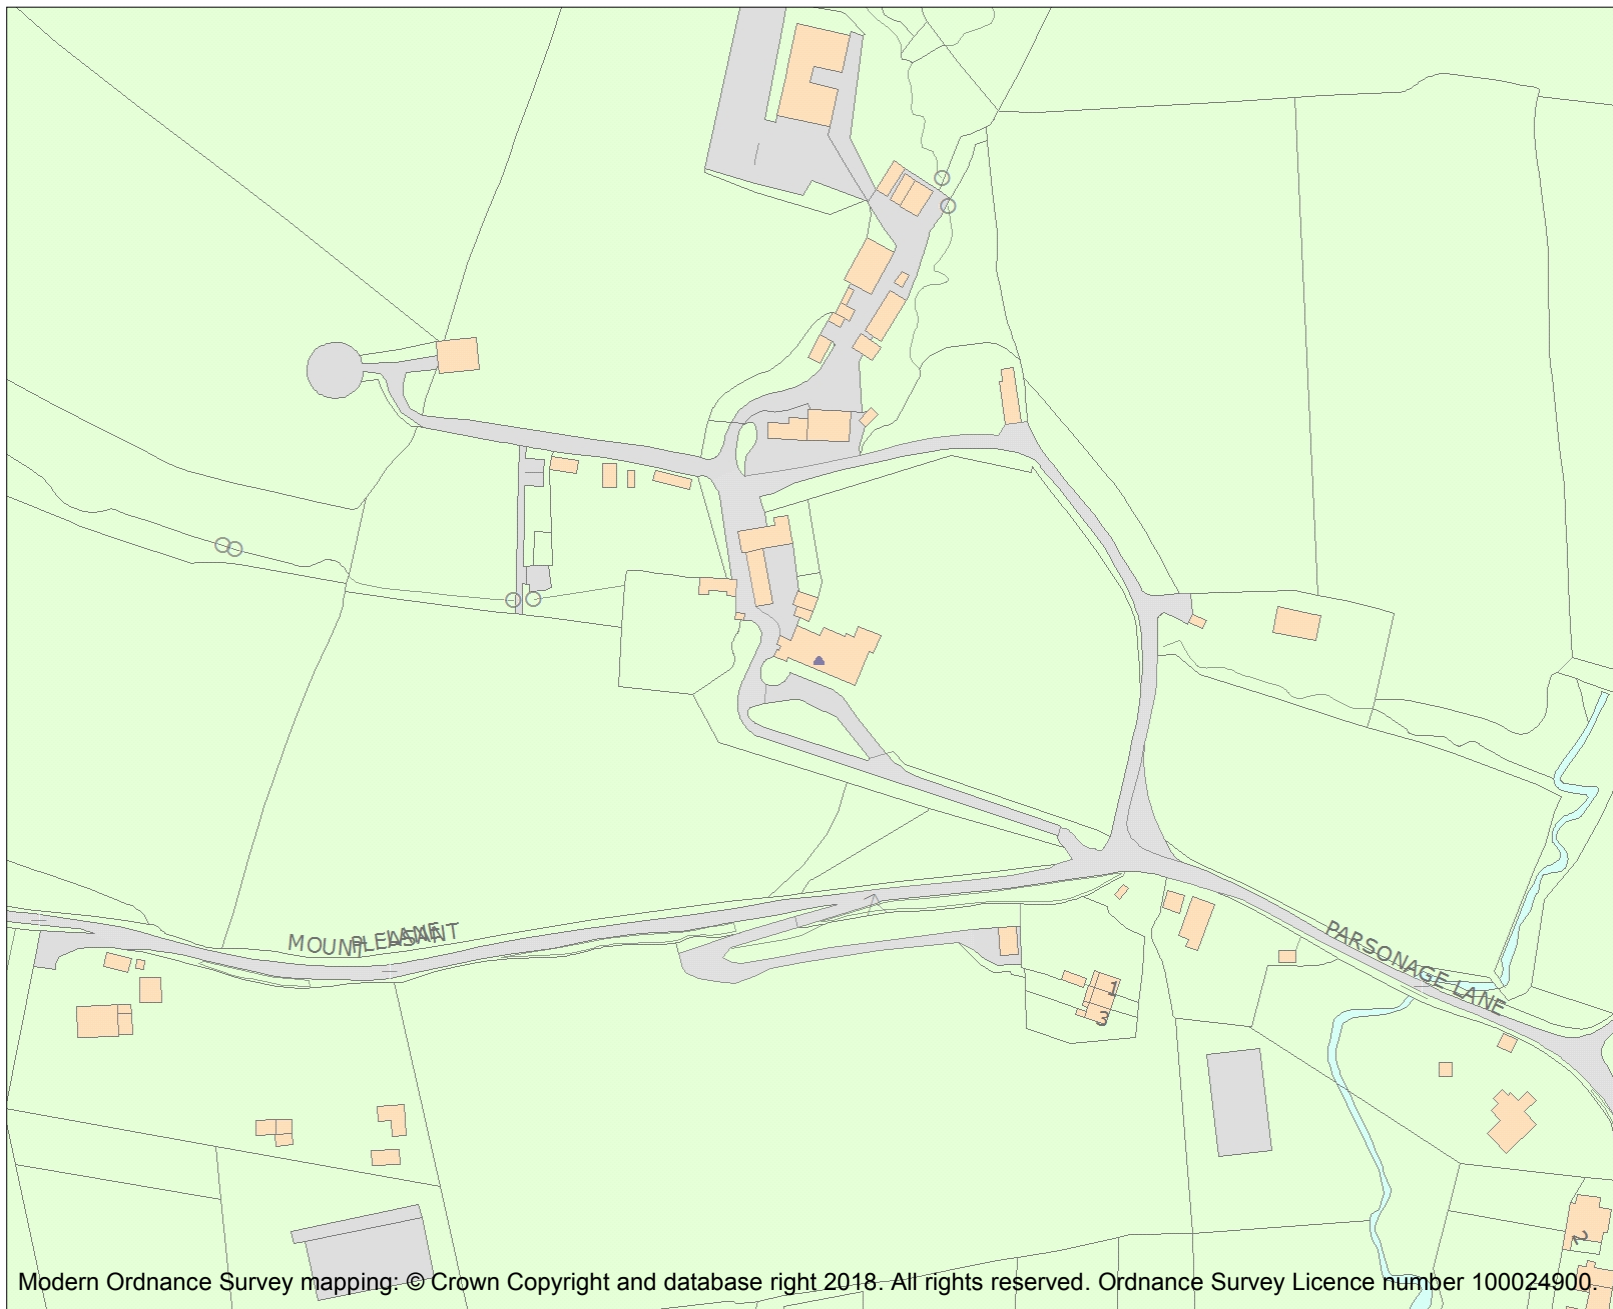 MOUNT PLEASANT
LANE
PARSONAGE LANE
1
3
2
Modern Ordnance Survey mapping: © Crown Copyright and database right 2018. All rights reserved. Ordnance Survey Licence number 100024900.